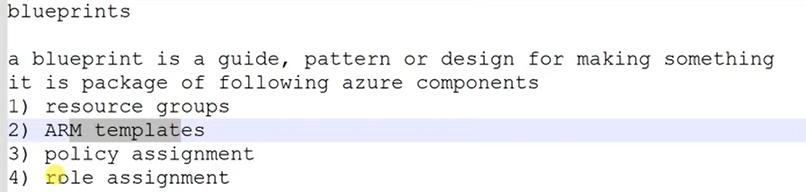 blueprints
a blueprint is a guide, pattern or design for making something
it is package of following azure components
1) resource groups
2) ARM templates
3) policy assignment
4) role assignment